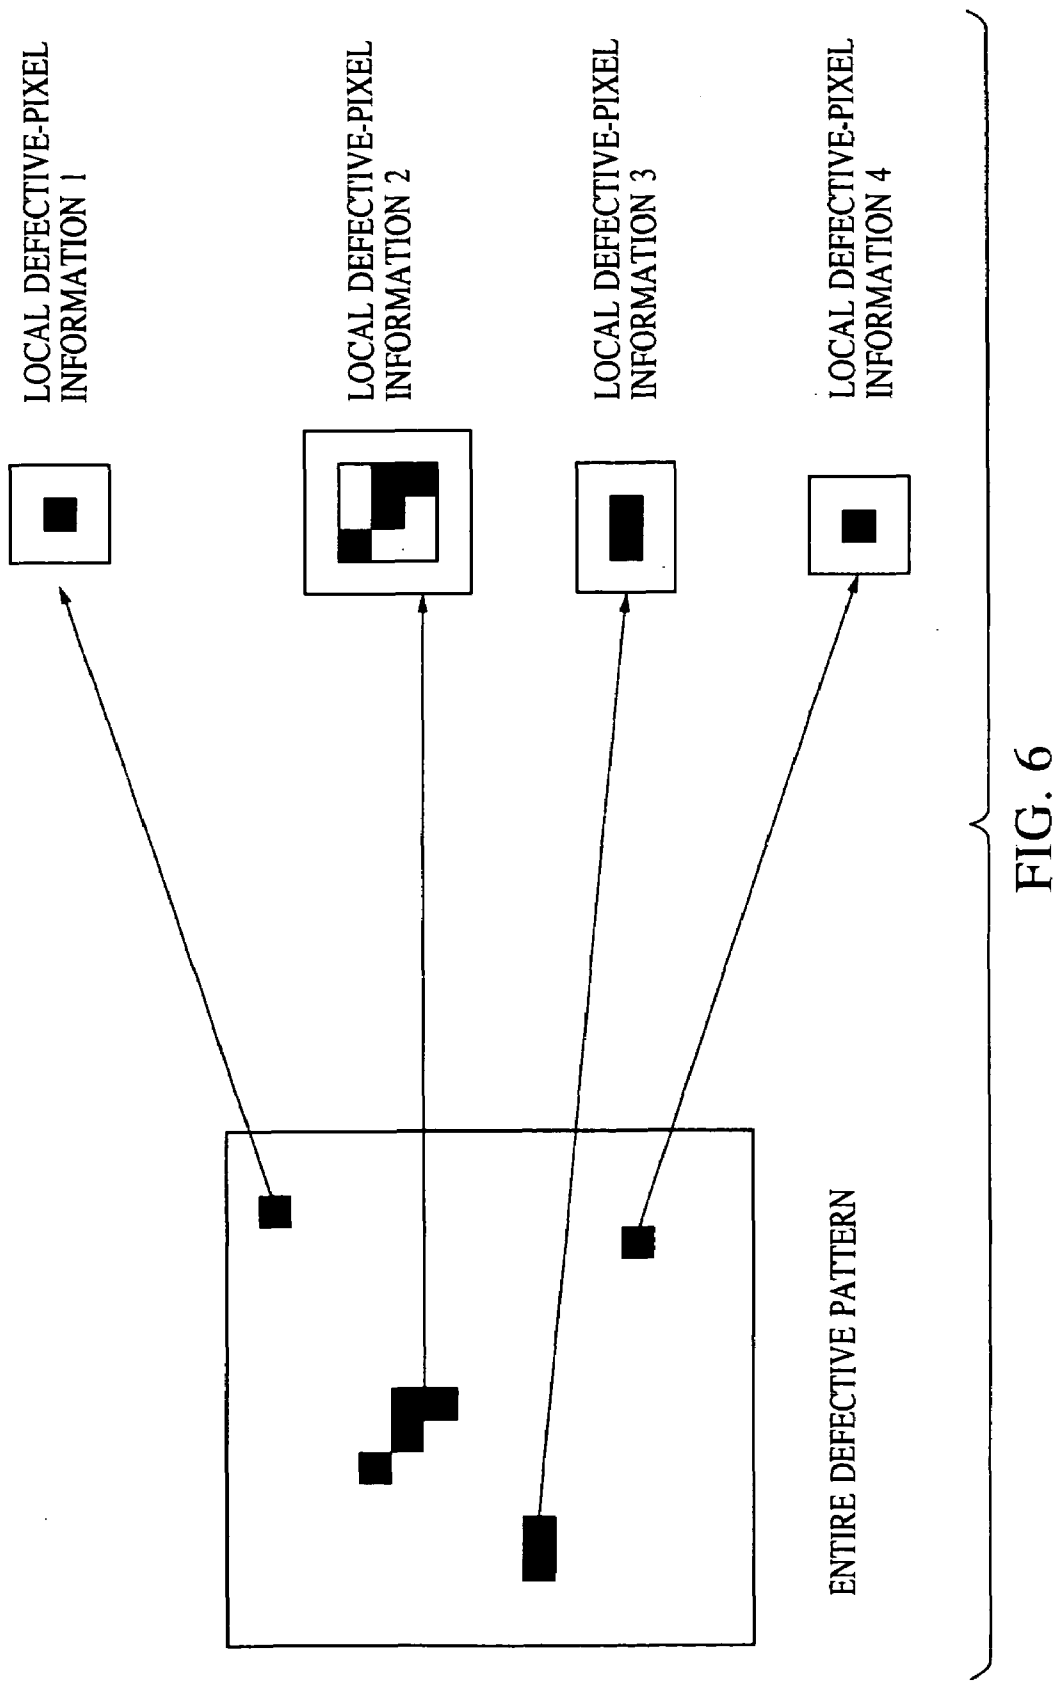 LOCAL DEFECTIVE-PIXEL
INFORMATION 1
LOCAL DEFECTIVE-PIXEL
INFORMATION 2
LOCAL DEFECTIVE-PIXEL
INFORMATION 3
LOCAL DEFECTIVE-PIXEL
INFORMATION 4
ENTIRE DEFECTIVE PATTERN
FIG. 6